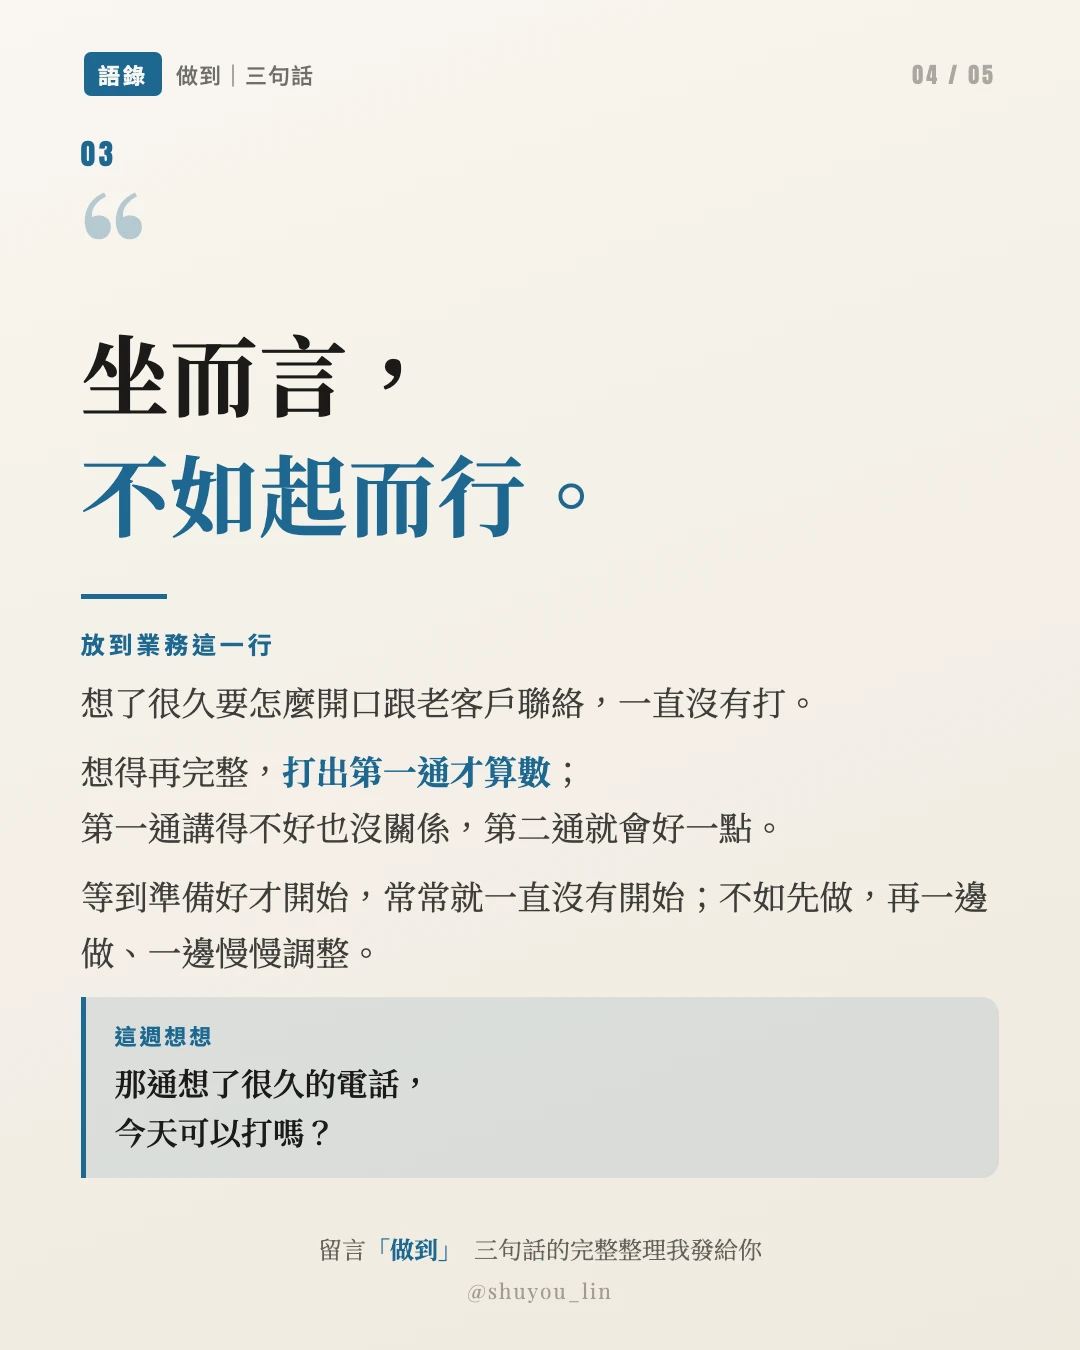 語錄 做到｜三句話
04 / 05
03
“
坐而言，
不如起而行。
放到業務這一行
想了很久要怎麼開口跟老客戶聯絡，一直沒有打。
想得再完整，打出第一通才算數；
第一通講得不好也沒關係，第二通就會好一點。
等到準備好才開始，常常就一直沒有開始；不如先做，再一邊
做、一邊慢慢調整。
這週想想
那通想了很久的電話，
今天可以打嗎？
留言「做到」 三句話的完整整理我發給你
@shuyou_lin